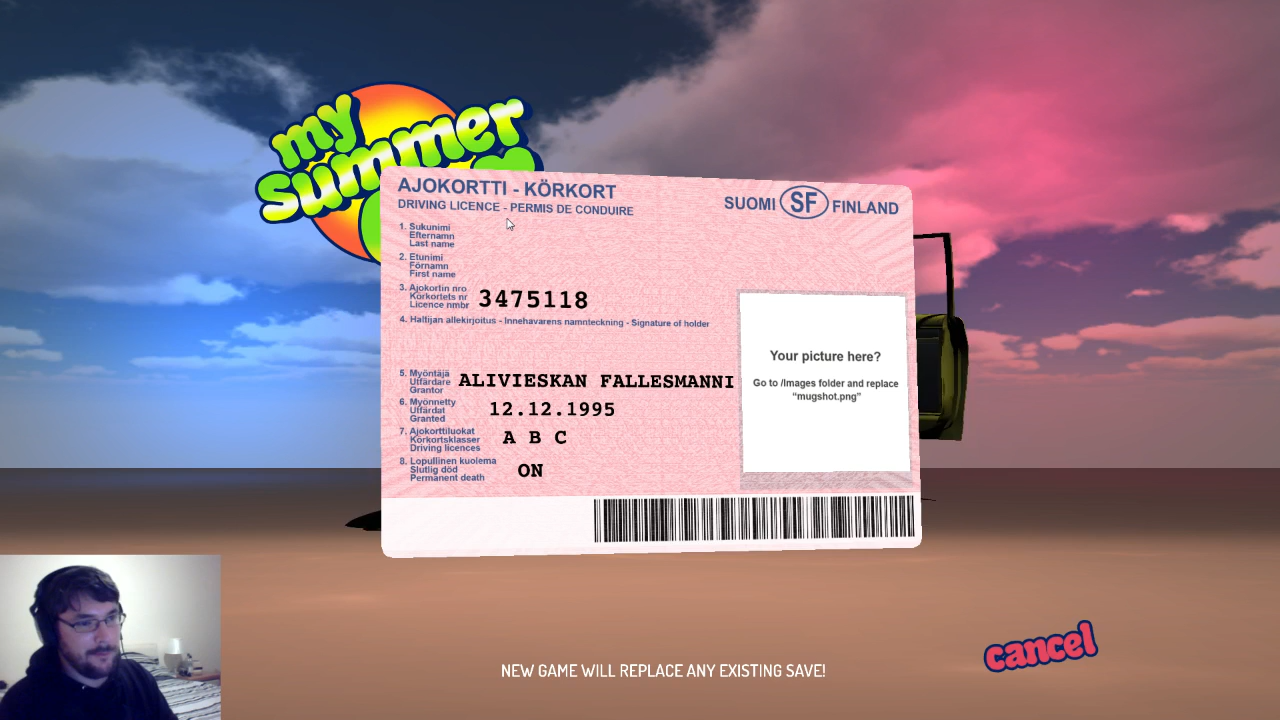 my
summer
AJOKORTTI - KÖRKORT
DRIVING LICENCE - PERMIS DE CONDUIRE
SUOMI SF FINLAND
1. Sukunimi
Efternamn
Last name
2. Etunimi
Förnamn
First name
3. Ajokortin nro
Körkortets nr
Licence nmbr
3475118
4. Haltijan allekirjoitus - Innehavarens namnteckning - Signature of holder
5. Myöntäjä
Utfärdare
Grantor
ALIVIESKAN FALLESMANNI
6. Myönnetty
Utfärdat
Granted
12.12.1995
7. Ajokorttiluokat
Körkortsklasser
Driving licences
A B C
8. Lopullinen kuolema
Slutlig död
Permanent death
ON
Your picture here?
Go to /Images folder and replace
“mugshot.png”
cancel
NEW GAME WILL REPLACE ANY EXISTING SAVE!